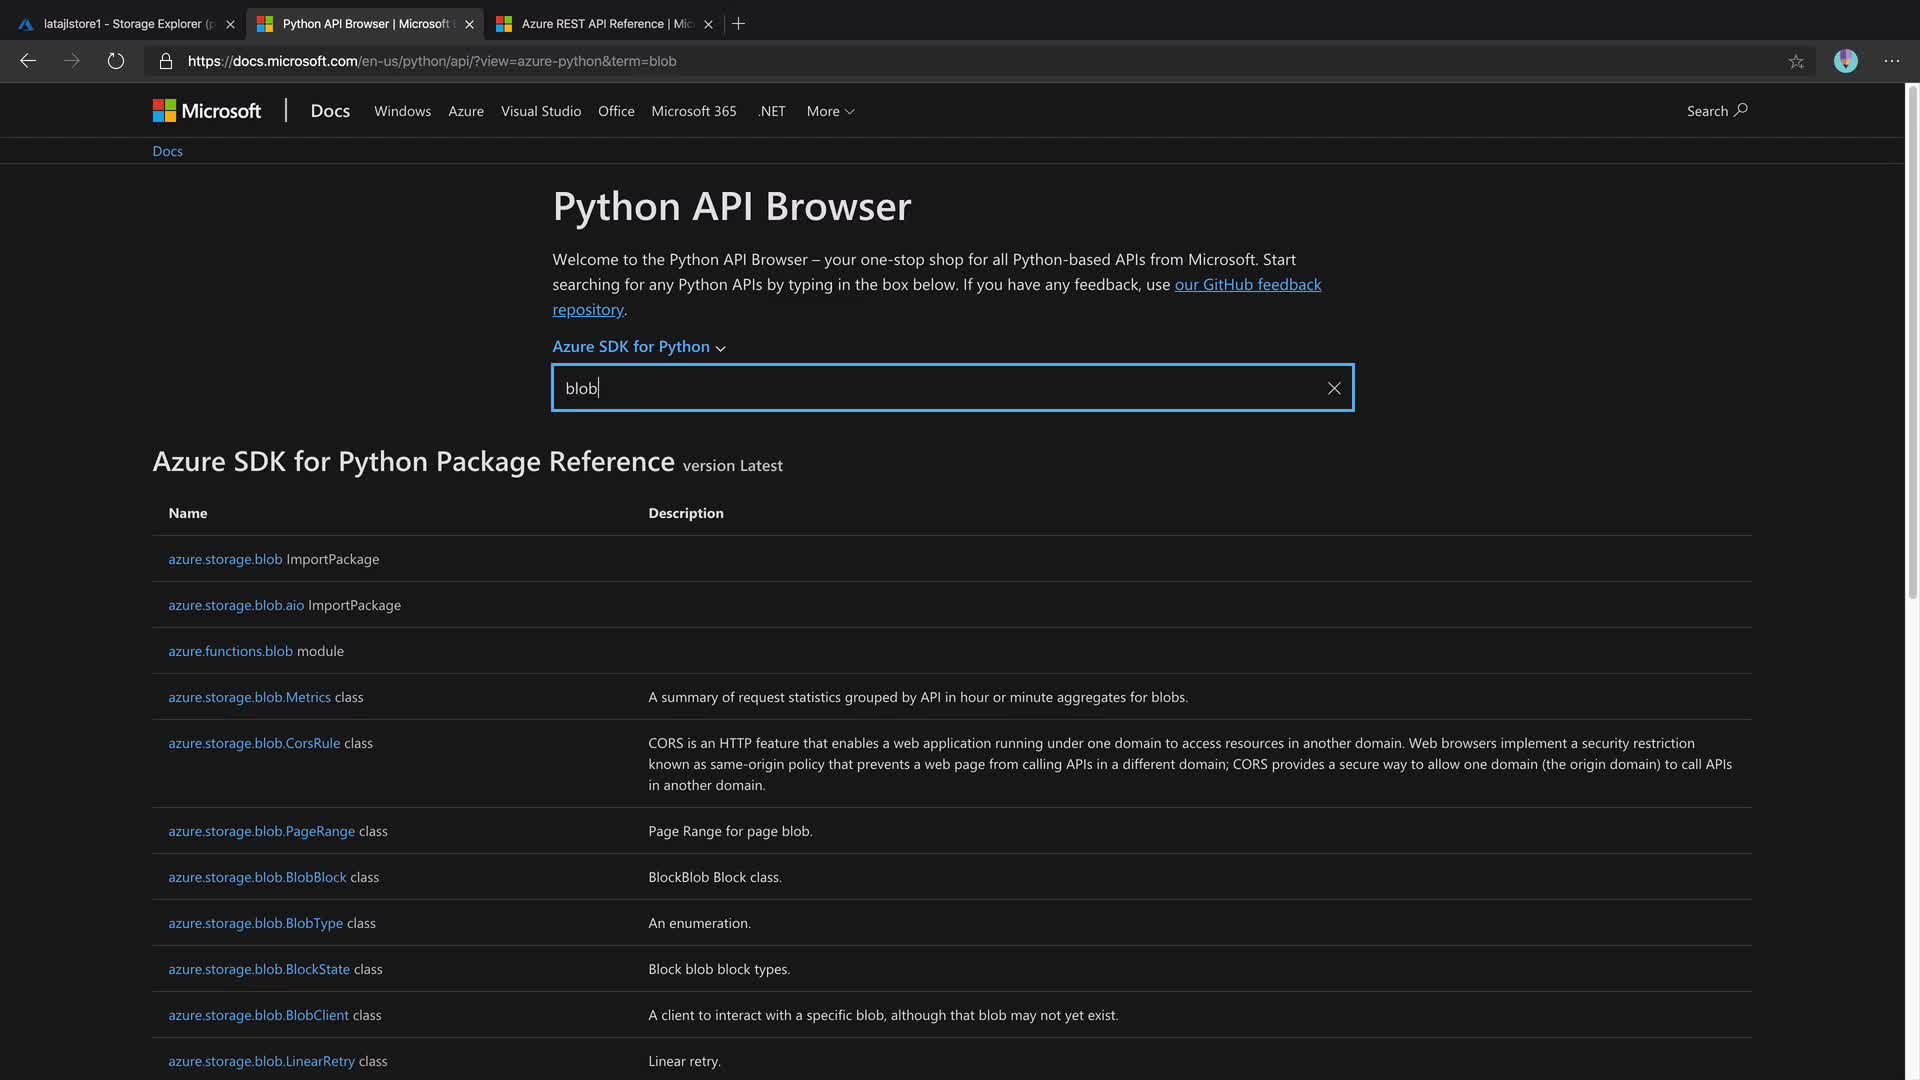 latajlstore1 - Storage Explorer (p
Python API Browser | Microsoft
Azure REST API Reference | Mic
https://docs.microsoft.com/en-us/python/api/?view=azure-python&term=blob
Microsoft | Docs Windows Azure Visual Studio Office Microsoft 365 .NET More Search
Docs
Python API Browser
Welcome to the Python API Browser – your one-stop shop for all Python-based APIs from Microsoft. Start
searching for any Python APIs by typing in the box below. If you have any feedback, use our GitHub feedback
repository.
Azure SDK for Python
blob
Azure SDK for Python Package Reference version Latest
Name Description
azure.storage.blob ImportPackage
azure.storage.blob.aio ImportPackage
azure.functions.blob module
azure.storage.blob.Metrics class A summary of request statistics grouped by API in hour or minute aggregates for blobs.
azure.storage.blob.CorsRule class CORS is an HTTP feature that enables a web application running under one domain to access resources in another domain. Web browsers implement a security restriction
known as same-origin policy that prevents a web page from calling APIs in a different domain; CORS provides a secure way to allow one domain (the origin domain) to call APIs
in another domain.
azure.storage.blob.PageRange class Page Range for page blob.
azure.storage.blob.BlobBlock class BlockBlob Block class.
azure.storage.blob.BlobType class An enumeration.
azure.storage.blob.BlockState class Block blob block types.
azure.storage.blob.BlobClient class A client to interact with a specific blob, although that blob may not yet exist.
azure.storage.blob.LinearRetry class Linear retry.